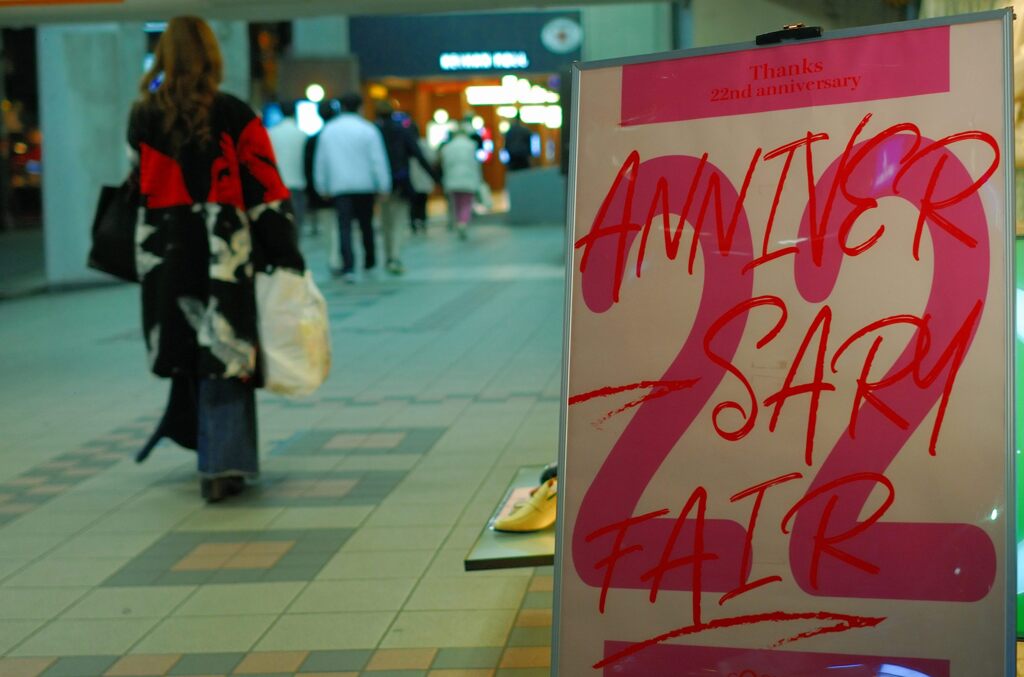 Thanks
22nd anniversary
22
ANNIVER
SARY
FAIR